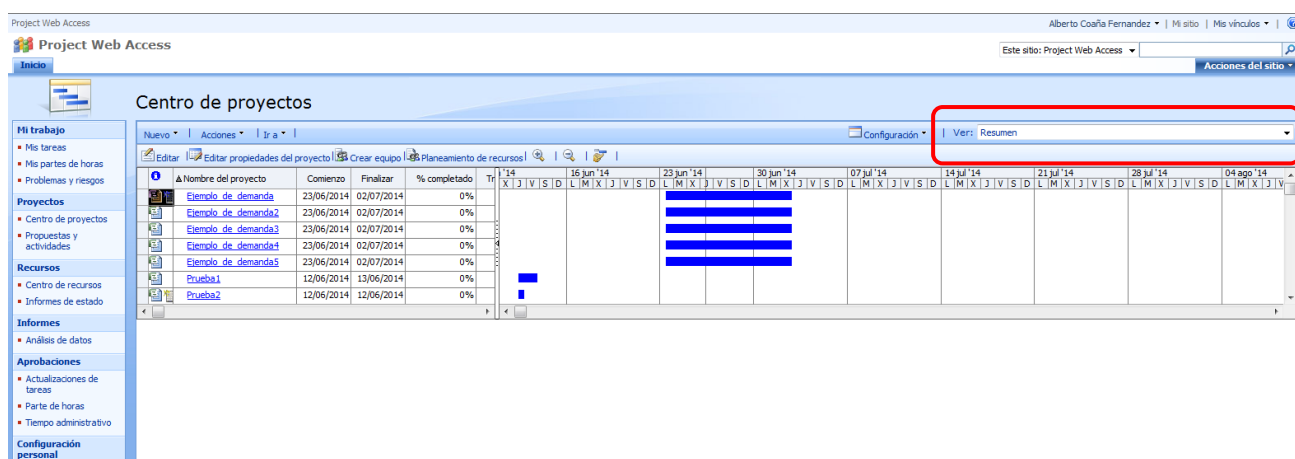 Project Web Access
Alberto Coaña Fernandez | Mi sitio | Mis vínculos |
Project Web Access
Este sitio: Project Web Access
Inicio
Acciones del sitio
Centro de proyectos
Mi trabajo
Mis tareas
Mis partes de horas
Problemas y riesgos
Proyectos
Centro de proyectos
Propuestas y
actividades
Recursos
Centro de recursos
Informes de estado
Informes
Análisis de datos
Aprobaciones
Actualizaciones de
tareas
Parte de horas
Tiempo administrativo
Configuración
personal
Nuevo | Acciones | Ir a |
Configuración | Ver: Resumen
Editar | Editar propiedades del proyecto | Crear equipo | Planeamiento de recursos | | |
Nombre del proyecto Comienzo Finalizar % completado Tr
'14 16 jun '14 23 jun '14 30 jun '14 07 jul '14 14 jul '14 21 jul '14 28 jul '14 04 ago '14
X J V S D L M X J V S D L M X J V S D L M X J V S D L M X J V S D L M X J V S D L M X J V S D L M X J V S D L M X J V
Ejemplo_de_demanda 23/06/2014 02/07/2014 0%
Ejemplo_de_demanda2 23/06/2014 02/07/2014 0%
Ejemplo_de_demanda3 23/06/2014 02/07/2014 0%
Ejemplo_de_demanda4 23/06/2014 02/07/2014 0%
Ejemplo_de_demanda5 23/06/2014 02/07/2014 0%
Prueba1 12/06/2014 13/06/2014 0%
Prueba2 12/06/2014 12/06/2014 0%